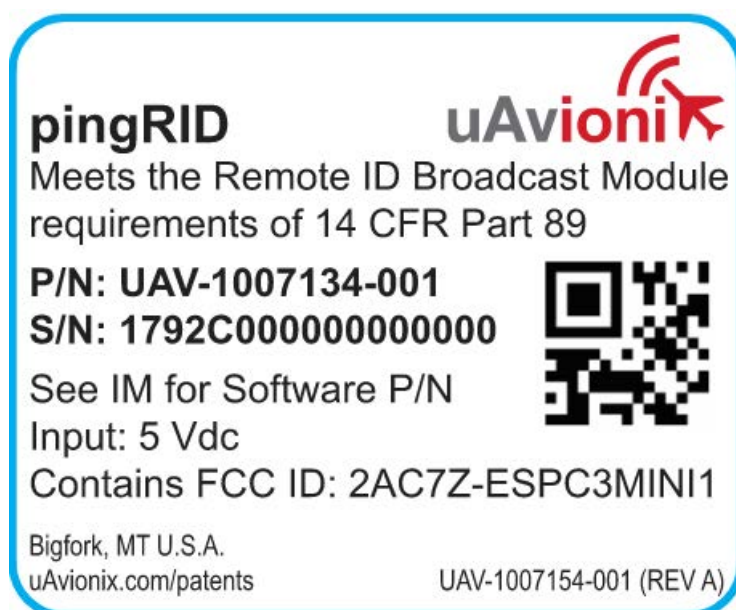 pingRID
uAvionix
Meets the Remote ID Broadcast Module
requirements of 14 CFR Part 89
P/N: UAV-1007134-001
S/N: 1792C000000000000
See IM for Software P/N
Input: 5 Vdc
Contains FCC ID: 2AC7Z-ESPC3MINI1
Bigfork, MT U.S.A.
uAvionix.com/patents
UAV-1007154-001 (REV A)